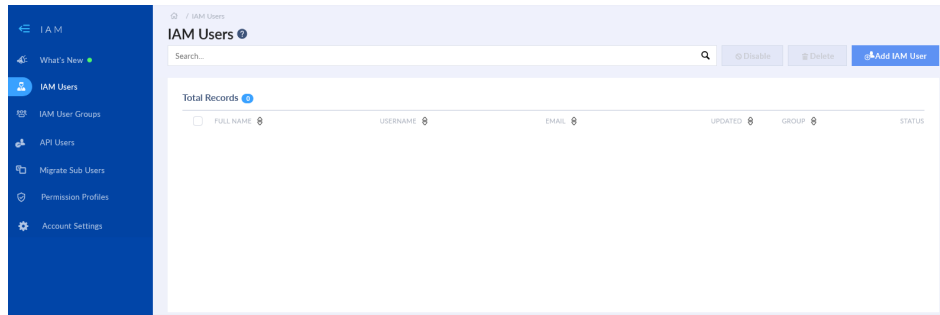 IAM
What's New
IAM Users
IAM User Groups
API Users
Migrate Sub Users
Permission Profiles
Account Settings
/ IAM Users
IAM Users ?
Search...
Disable
Delete
Add IAM User
Total Records 0
FULL NAME USERNAME EMAIL UPDATED GROUP STATUS